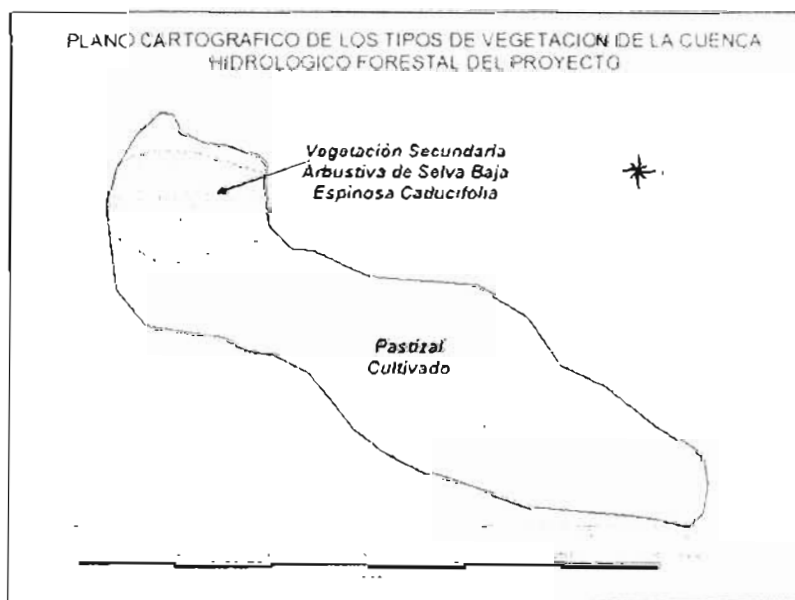 PLANO CARTOGRAFICO DE LOS TIPOS DE VEGETACION DE LA CUENCA
HIDROLOGICO FORESTAL DEL PROYECTO
Vegetación Secundaria
Arbustiva de Selva Baja
Espinosa Caducifolia
Pastizal
Cultivado